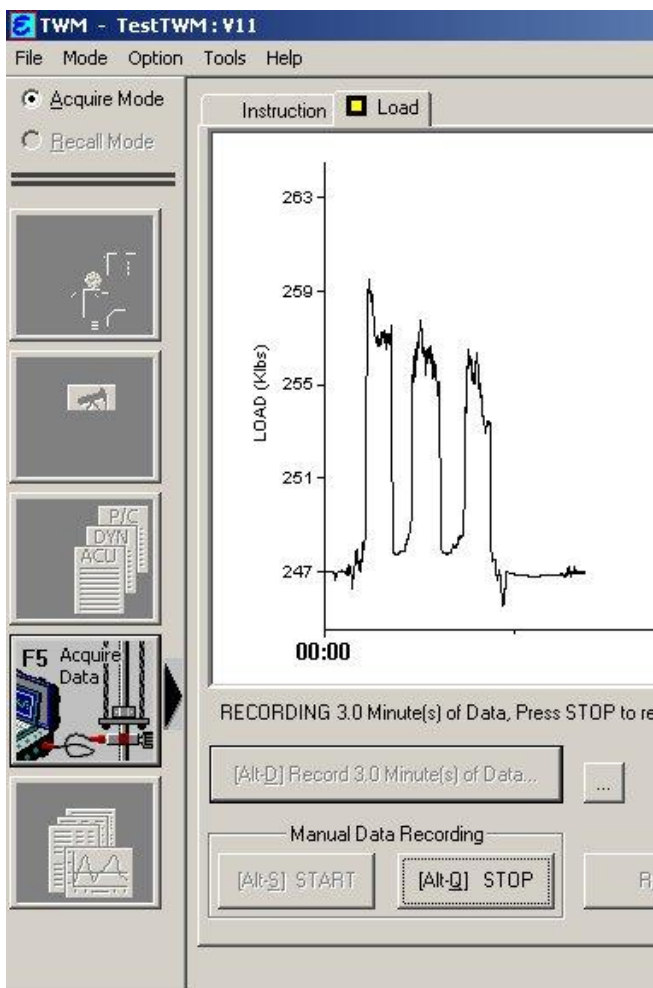 TWM - TestTWM:V11
File Mode Option Tools Help
Acquire Mode
Recall Mode
Instruction Load
263
259
255
251
247
LOAD (Klbs)
00:00
P/C
DYN
ACU
F5 Acquire
Data
RECORDING 3.0 Minute(s) of Data, Press STOP to re
[Alt-D] Record 3.0 Minute(s) of Data...
...
Manual Data Recording
[Alt-S] START
[Alt-Q] STOP
R